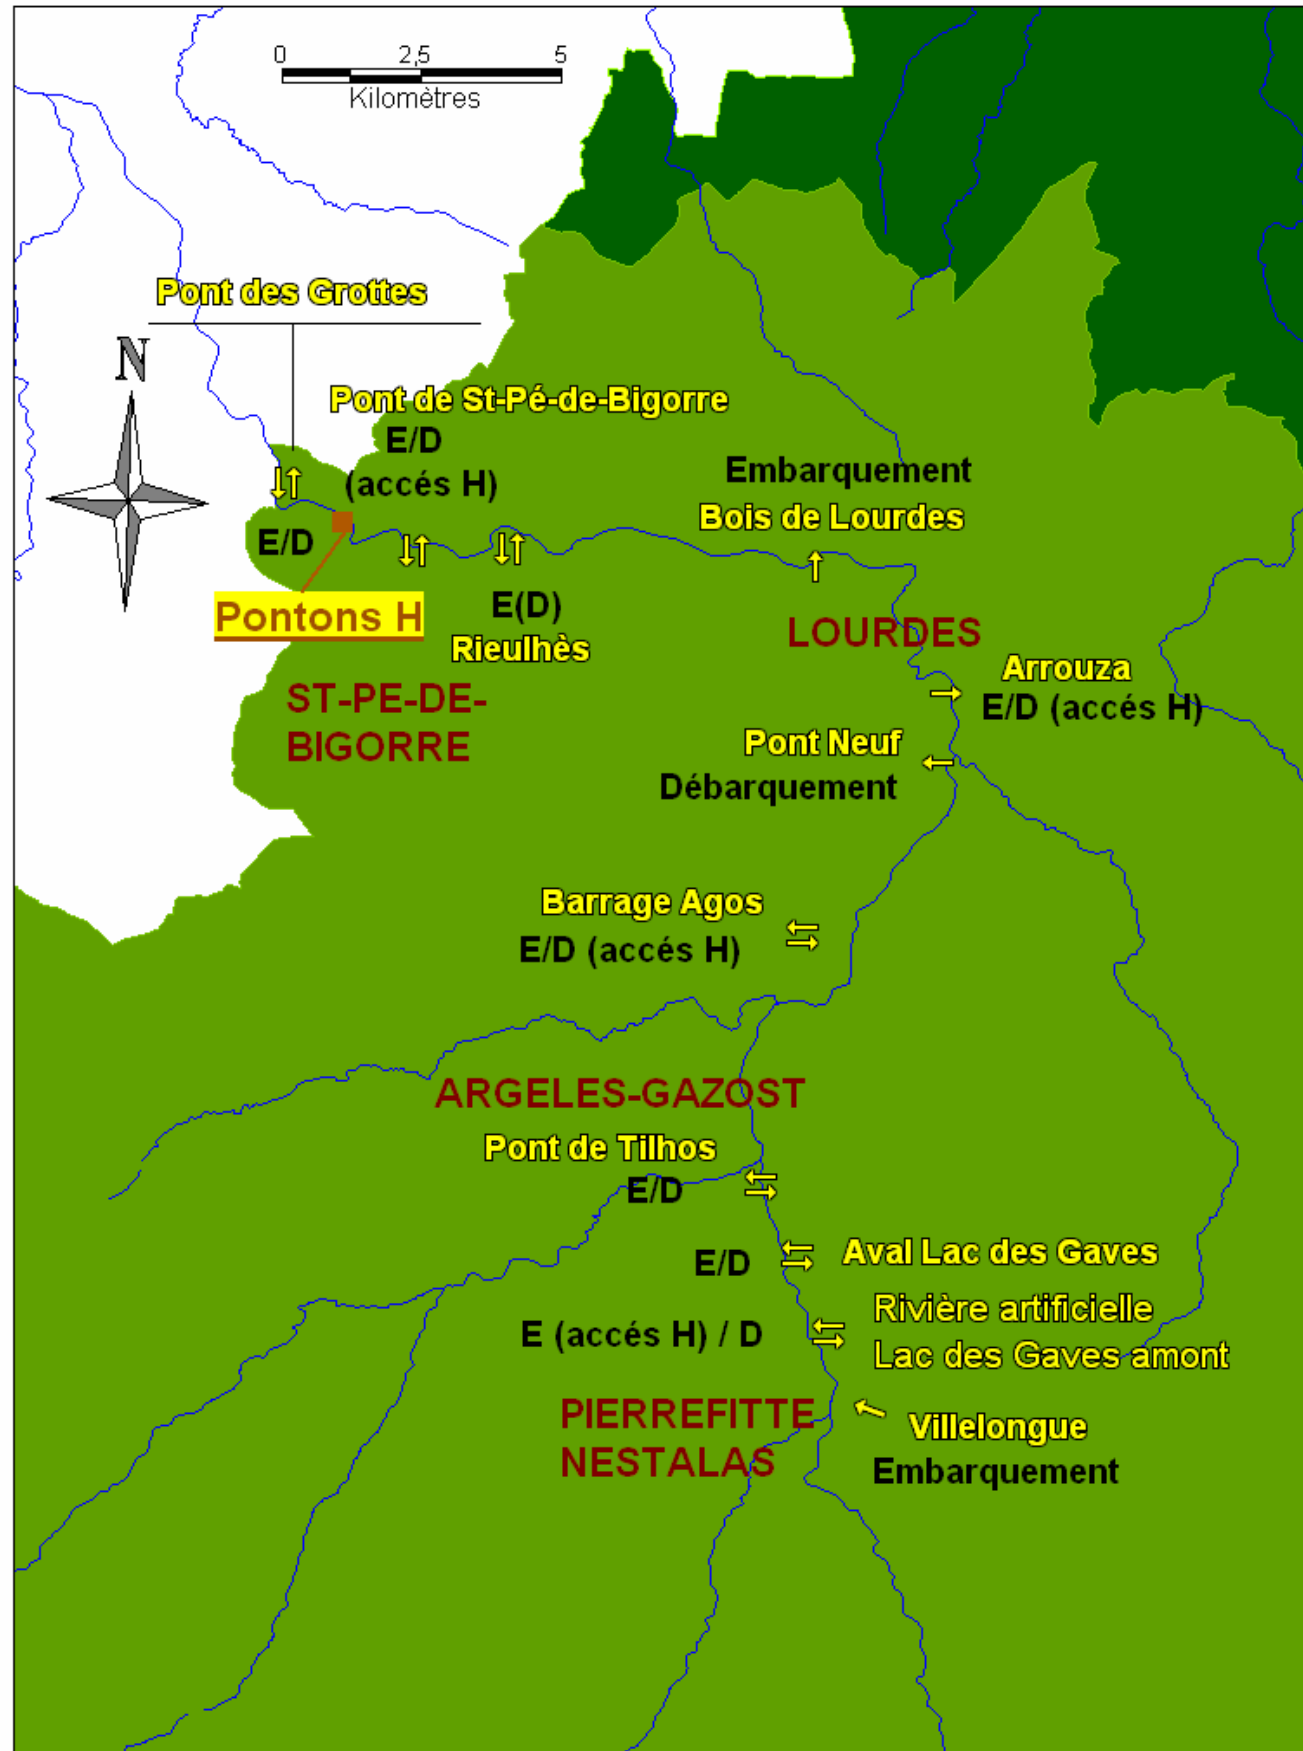 0 2,5 5
Kilomètres
Pont des Grottes
N
Pont de St-Pé-de-Bigorre
E/D
(accés H)
Embarquement
Bois de Lourdes
E/D
Pontons H
E(D)
Rieulhès
LOURDES
Arrouza
E/D (accés H)
ST-PE-DE-
BIGORRE
Pont Neuf
Débarquement
Barrage Agos
E/D (accés H)
ARGELES-GAZOST
Pont de Tilhos
E/D
E/D
Aval Lac des Gaves
E (accés H) / D
Rivière artificielle
Lac des Gaves amont
PIERREFITTE
NESTALAS
Villelongue
Embarquement